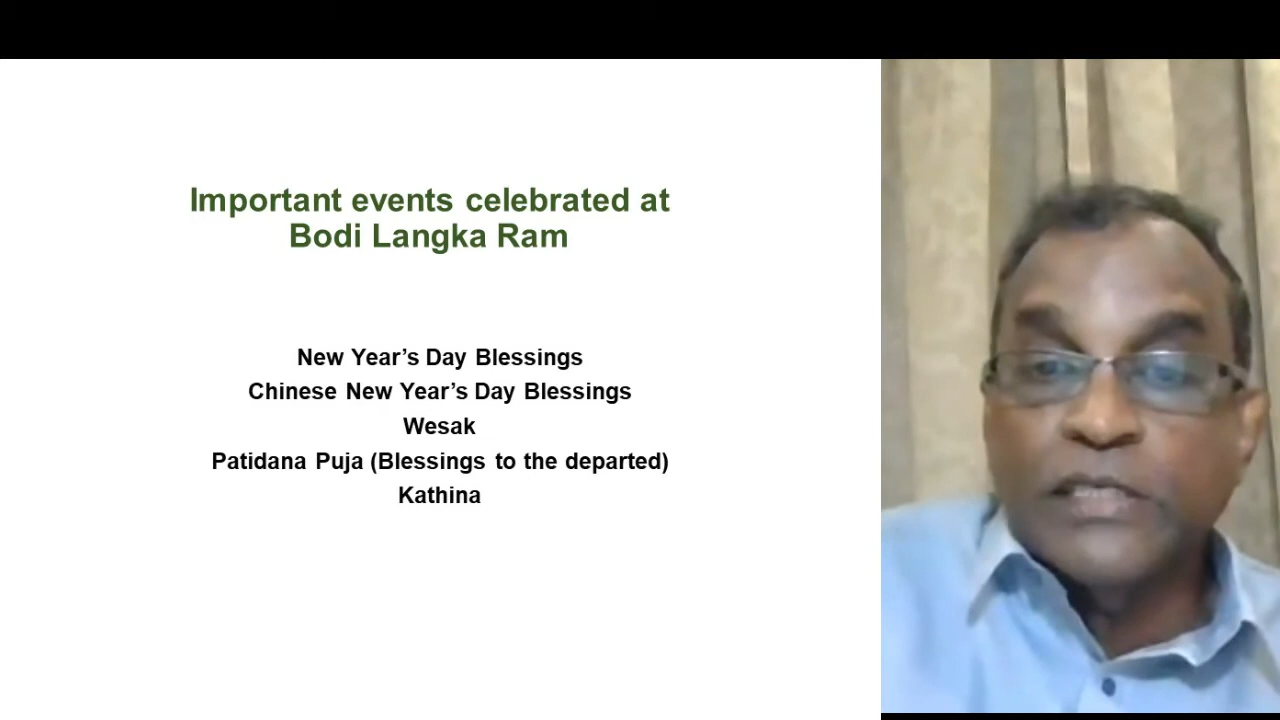 Important events celebrated at
Bodi Langka Ram
New Year’s Day Blessings
Chinese New Year’s Day Blessings
Wesak
Patidana Puja (Blessings to the departed)
Kathina